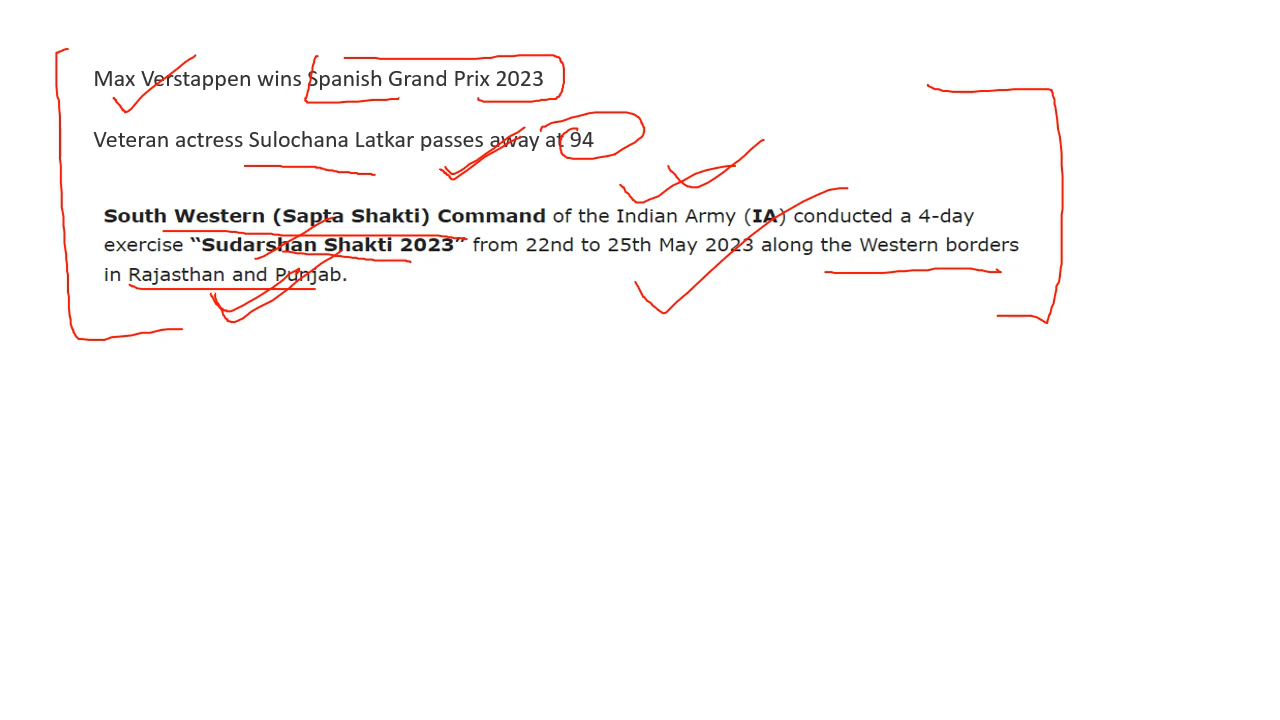 Max Verstappen wins Spanish Grand Prix 2023
Veteran actress Sulochana Latkar passes away at 94
South Western (Sapta Shakti) Command of the Indian Army (IA) conducted a 4-day
exercise “Sudarshan Shakti 2023” from 22nd to 25th May 2023 along the Western borders
in Rajasthan and Punjab.